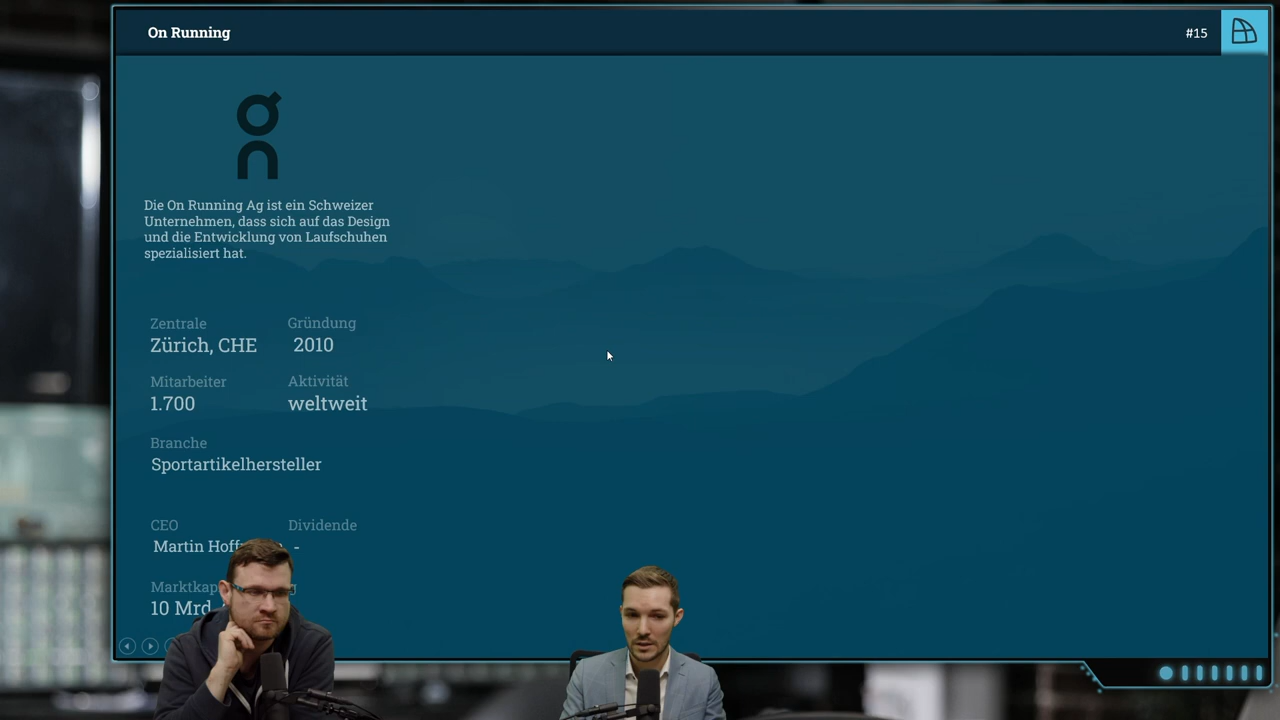 On Running
#15
on
Die On Running Ag ist ein Schweizer
Unternehmen, dass sich auf das Design
und die Entwicklung von Laufschuhen
spezialisiert hat.
Zentrale Gründung
Zürich, CHE 2010
Mitarbeiter Aktivität
1.700 weltweit
Branche
Sportartikelhersteller
CEO Dividende
Martin -
10 Mrd.